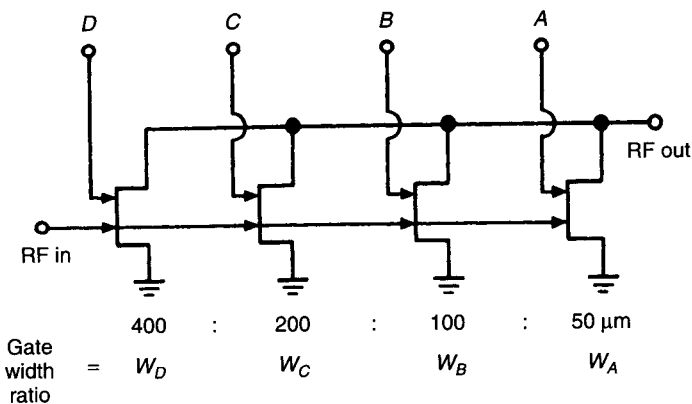 D C B A
RF out
RF in
400 : 200 : 100 : 50 μm
Gate width ratio = W_D W_C W_B W_A